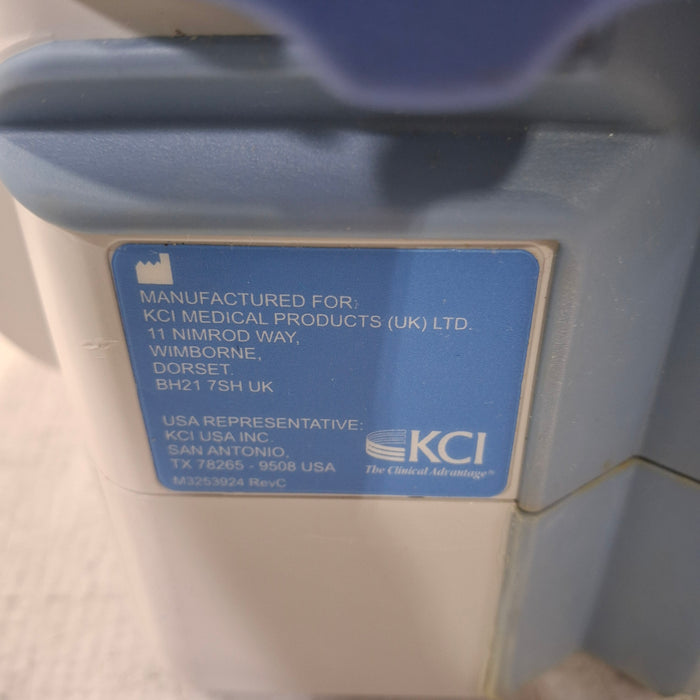 MANUFACTURED FOR:
KCI MEDICAL PRODUCTS (UK) LTD.
11 NIMROD WAY,
WIMBORNE,
DORSET.
BH21 7SH UK
USA REPRESENTATIVE:
KCI USA INC
SAN ANTONIO,
TX 78265 - 9508 USA
M3253924 RevC
KCI
The Clinical Advantage™